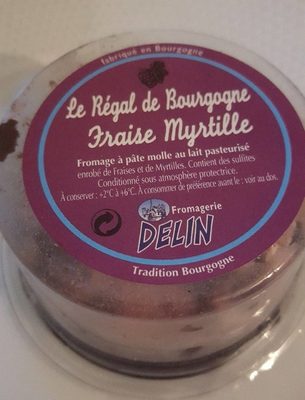 fabriqué en Bourgogne
Le Régal de Bourgogne
Fraise Myrtille
Fromage à pâte molle au lait pasteurisé
enrobé de Fraises et de Myrtilles. Contient des sulfites
Conditionné sous atmosphère protectrice.
À conserver : +2°C à +6°C. À consommer de préférence avant le : voir au dos.
Fromagerie
DELIN
Tradition Bourgogne